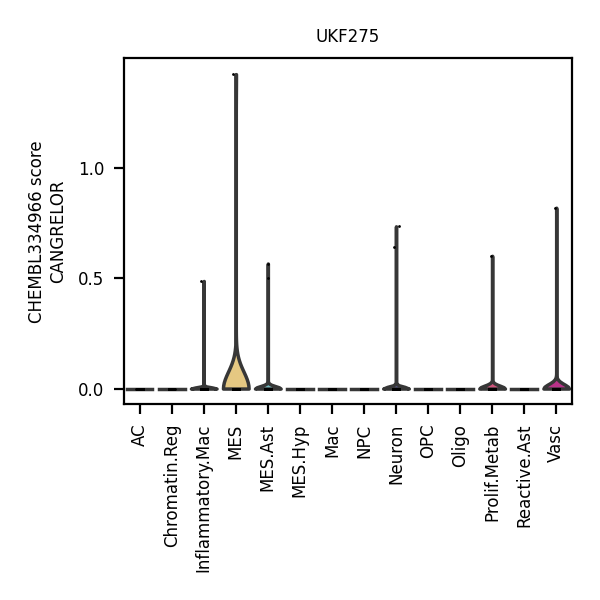 UKF275
CHEMBL334966 score
CANGRELOR
1.0
0.5
0.0
AC
Chromatin.Reg
Inflammatory.Mac
MES
MES.Ast
MES.Hyp
Mac
NPC
Neuron
OPC
Oligo
Prolif.Metab
Reactive.Ast
Vasc